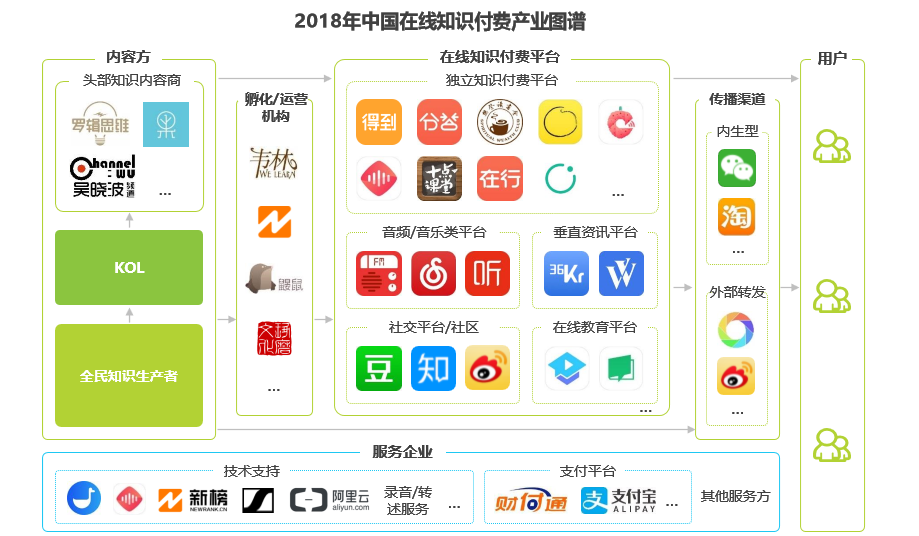 2018年中国在线知识付费产业图谱
内容方
头部知识内容商
罗辑思维
Channel
WU
吴晓波频道
...
KOL
全民知识生产者
孵化/运营
机构
韦林
WE LEARN
鼹鼠
...
在线知识付费平台
独立知识付费平台
得到
分答
十点
课堂
在行
...
音频/音乐类平台
FM
听
垂直资讯平台
36Kr
社交平台/社区
豆
知
在线教育平台
...
传播渠道
内生型
淘
...
外部转发
...
用户
服务企业
技术支持
新榜
NEWRANK.CN
阿里云
aliyun.com
录音/转
述服务
...
支付平台
财付通
支付宝
ALIPAY
...
其他服务方